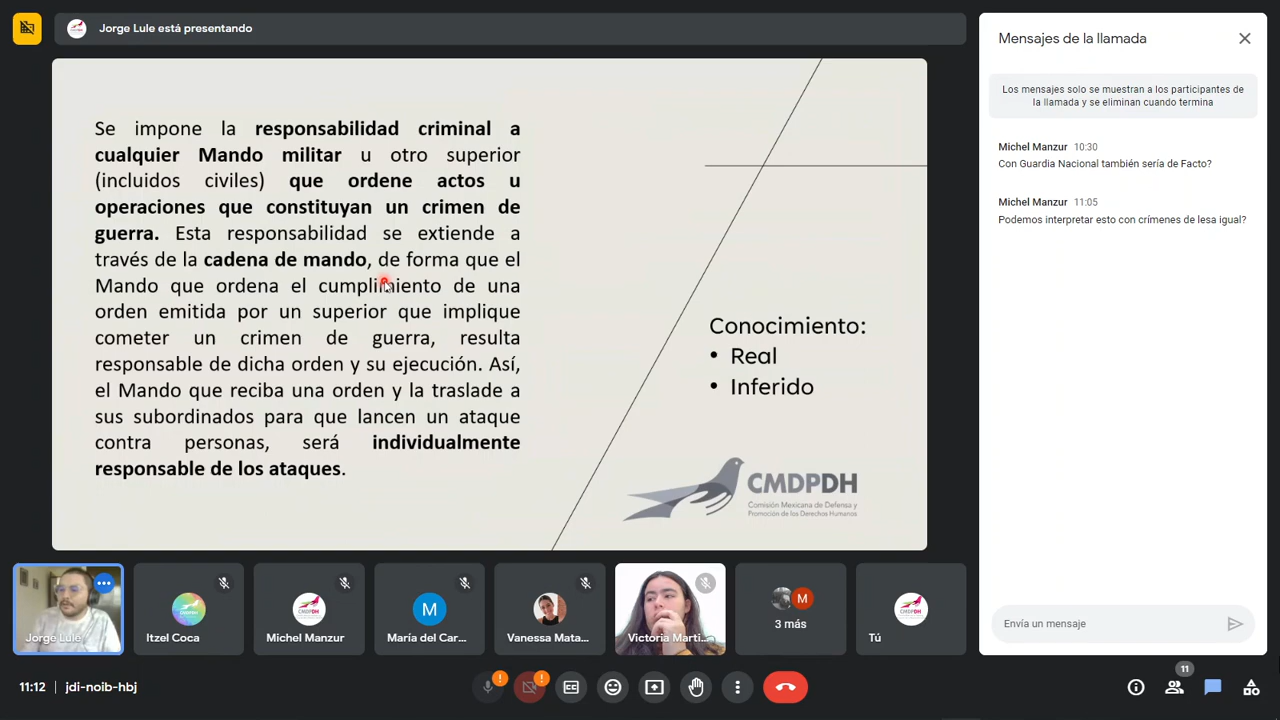 Jorge Lule está presentando
Se impone la responsabilidad criminal a
cualquier Mando militar u otro superior
(incluidos civiles) que ordene actos u
operaciones que constituyan un crimen de
guerra. Esta responsabilidad se extiende a
través de la cadena de mando, de forma que el
Mando que ordena el cumplimiento de una
orden emitida por un superior que implique
cometer un crimen de guerra, resulta
responsable de dicha orden y su ejecución. Así,
el Mando que reciba una orden y la traslade a
sus subordinados para que lancen un ataque
contra personas, será individualmente
responsable de los ataques.
Conocimiento:
• Real
• Inferido
CMDPDH
Comisión Mexicana de Defensa y
Promoción de los Derechos Humanos
Mensajes de la llamada
Los mensajes solo se muestran a los participantes de
la llamada y se eliminan cuando termina
Michel Manzur 10:30
Con Guardia Nacional también sería de Facto?
Michel Manzur 11:05
Podemos interpretar esto con crímenes de lesa igual?
Envía un mensaje
Jorge Lule
Itzel Coca
Michel Manzur
M
María del Car...
Vanessa Mata...
Victoria Marti...
M
3 más
Tú
11:12 | jdi-noib-hbj
11